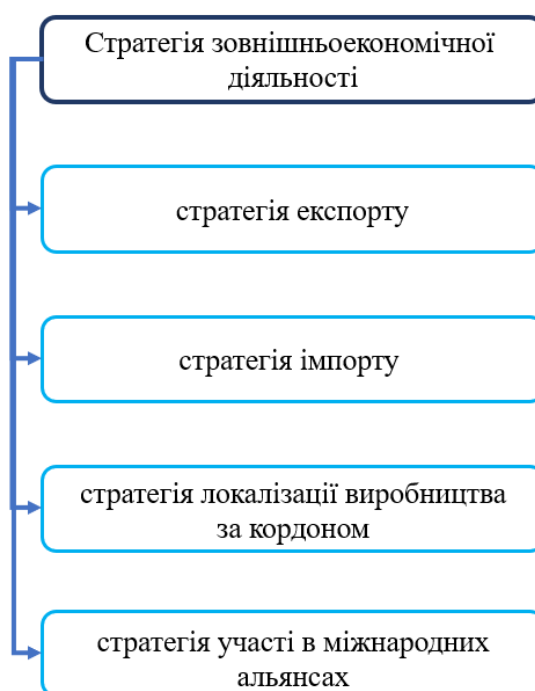 Стратегія зовнішньоекономічної
діяльності
стратегія експорту
стратегія імпорту
стратегія локалізації виробництва
за кордоном
стратегія участі в міжнародних
альянсах